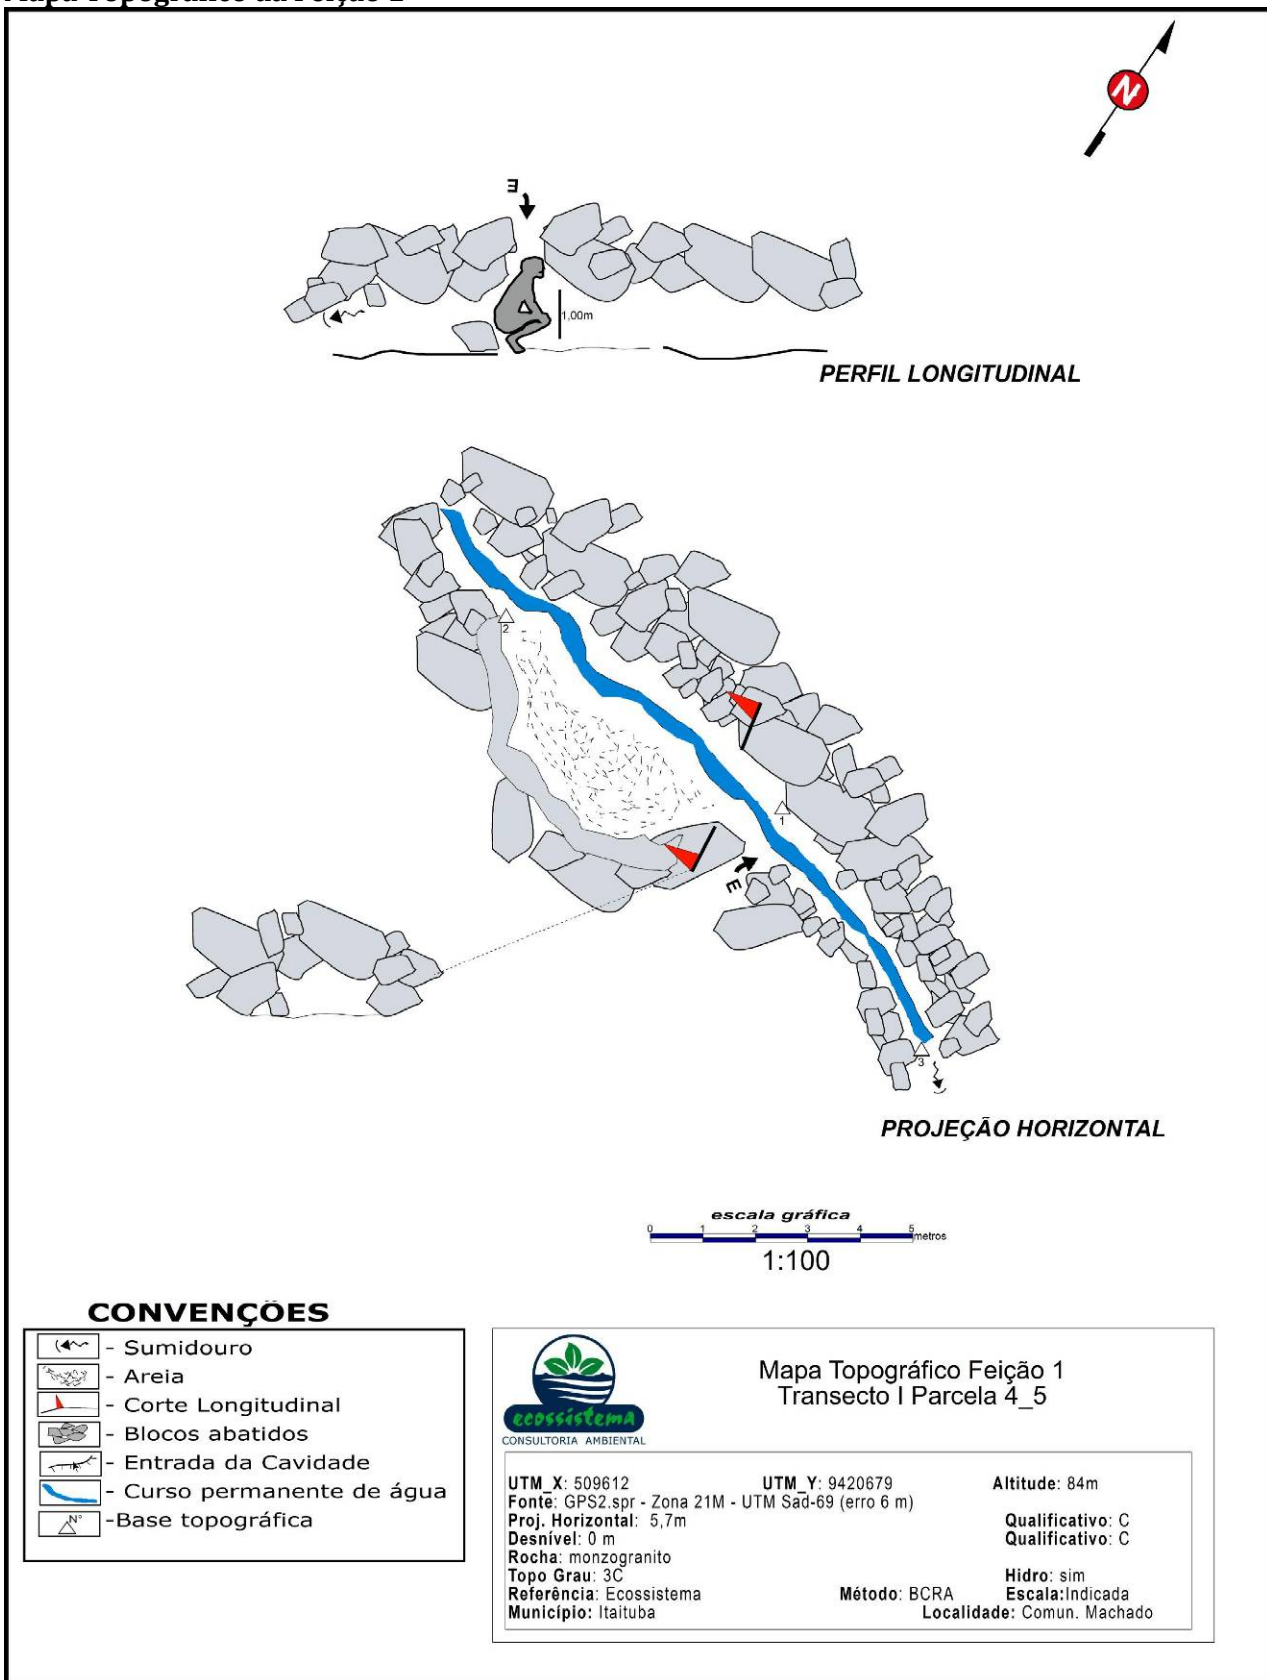 Mapa Topográfico da Feição 1
N
E
1,00m
PERFIL LONGITUDINAL
2
1
E
3
PROJEÇÃO HORIZONTAL
escala gráfica
0 1 2 3 4 5
metros
1:100
CONVENÇÕES
- Sumidouro
- Areia
- Corte Longitudinal
- Blocos abatidos
- Entrada da Cavidade
- Curso permanente de água
N° -Base topográfica
ecossistema
CONSULTORIA AMBIENTAL
Mapa Topográfico Feição 1
Transecto I Parcela 4_5
UTM_X: 509612 UTM_Y: 9420679 Altitude: 84m
Fonte: GPS2.spr - Zona 21M - UTM Sad-69 (erro 6 m)
Proj. Horizontal: 5,7m Qualificativo: C
Desnível: 0 m Qualificativo: C
Rocha: monzogranito
Topo Grau: 3C Hidro: sim
Referência: Ecossistema Método: BCRA Escala:Indicada
Município: Itaituba Localidade: Comun. Machado